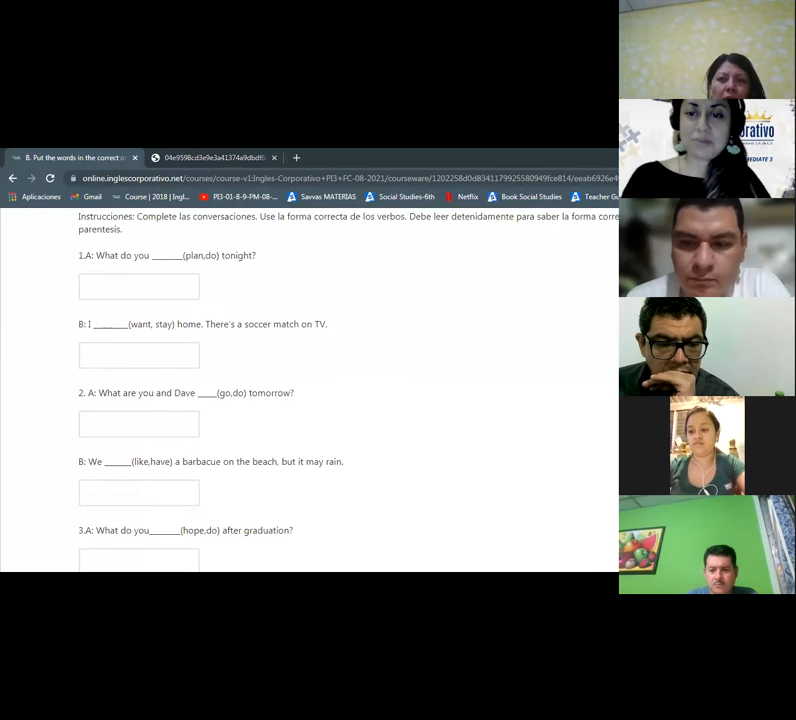 B. Put the words in the correct o
04e9598cd3e9e3a41374a9dbdf8
online.inglescorporativo.net/courses/course-v1:Ingles-Corporativo+PI3+FC-08-2021/courseware/1202258d0d8341179925580949fce814/eeab6926e4
Aplicaciones
Gmail
Course | 2018 | Ingl...
PI3-01-8-9-PM-08-...
Savvas MATERIAS
Social Studies-6th
Netflix
Book Social Studies
Teacher Gu
Instrucciones: Complete las conversaciones. Use la forma correcta de los verbos. Debe leer detenidamente para saber la forma corre
parentesis.
1.A: What do you _______(plan,do) tonight?
B: I ________(want, stay) home. There's a soccer match on TV.
2. A: What are you and Dave ____(go,do) tomorrow?
B: We ______(like,have) a barbacue on the beach, but it may rain.
3.A: What do you_______(hope,do) after graduation?
orativo
MEDIATE 3